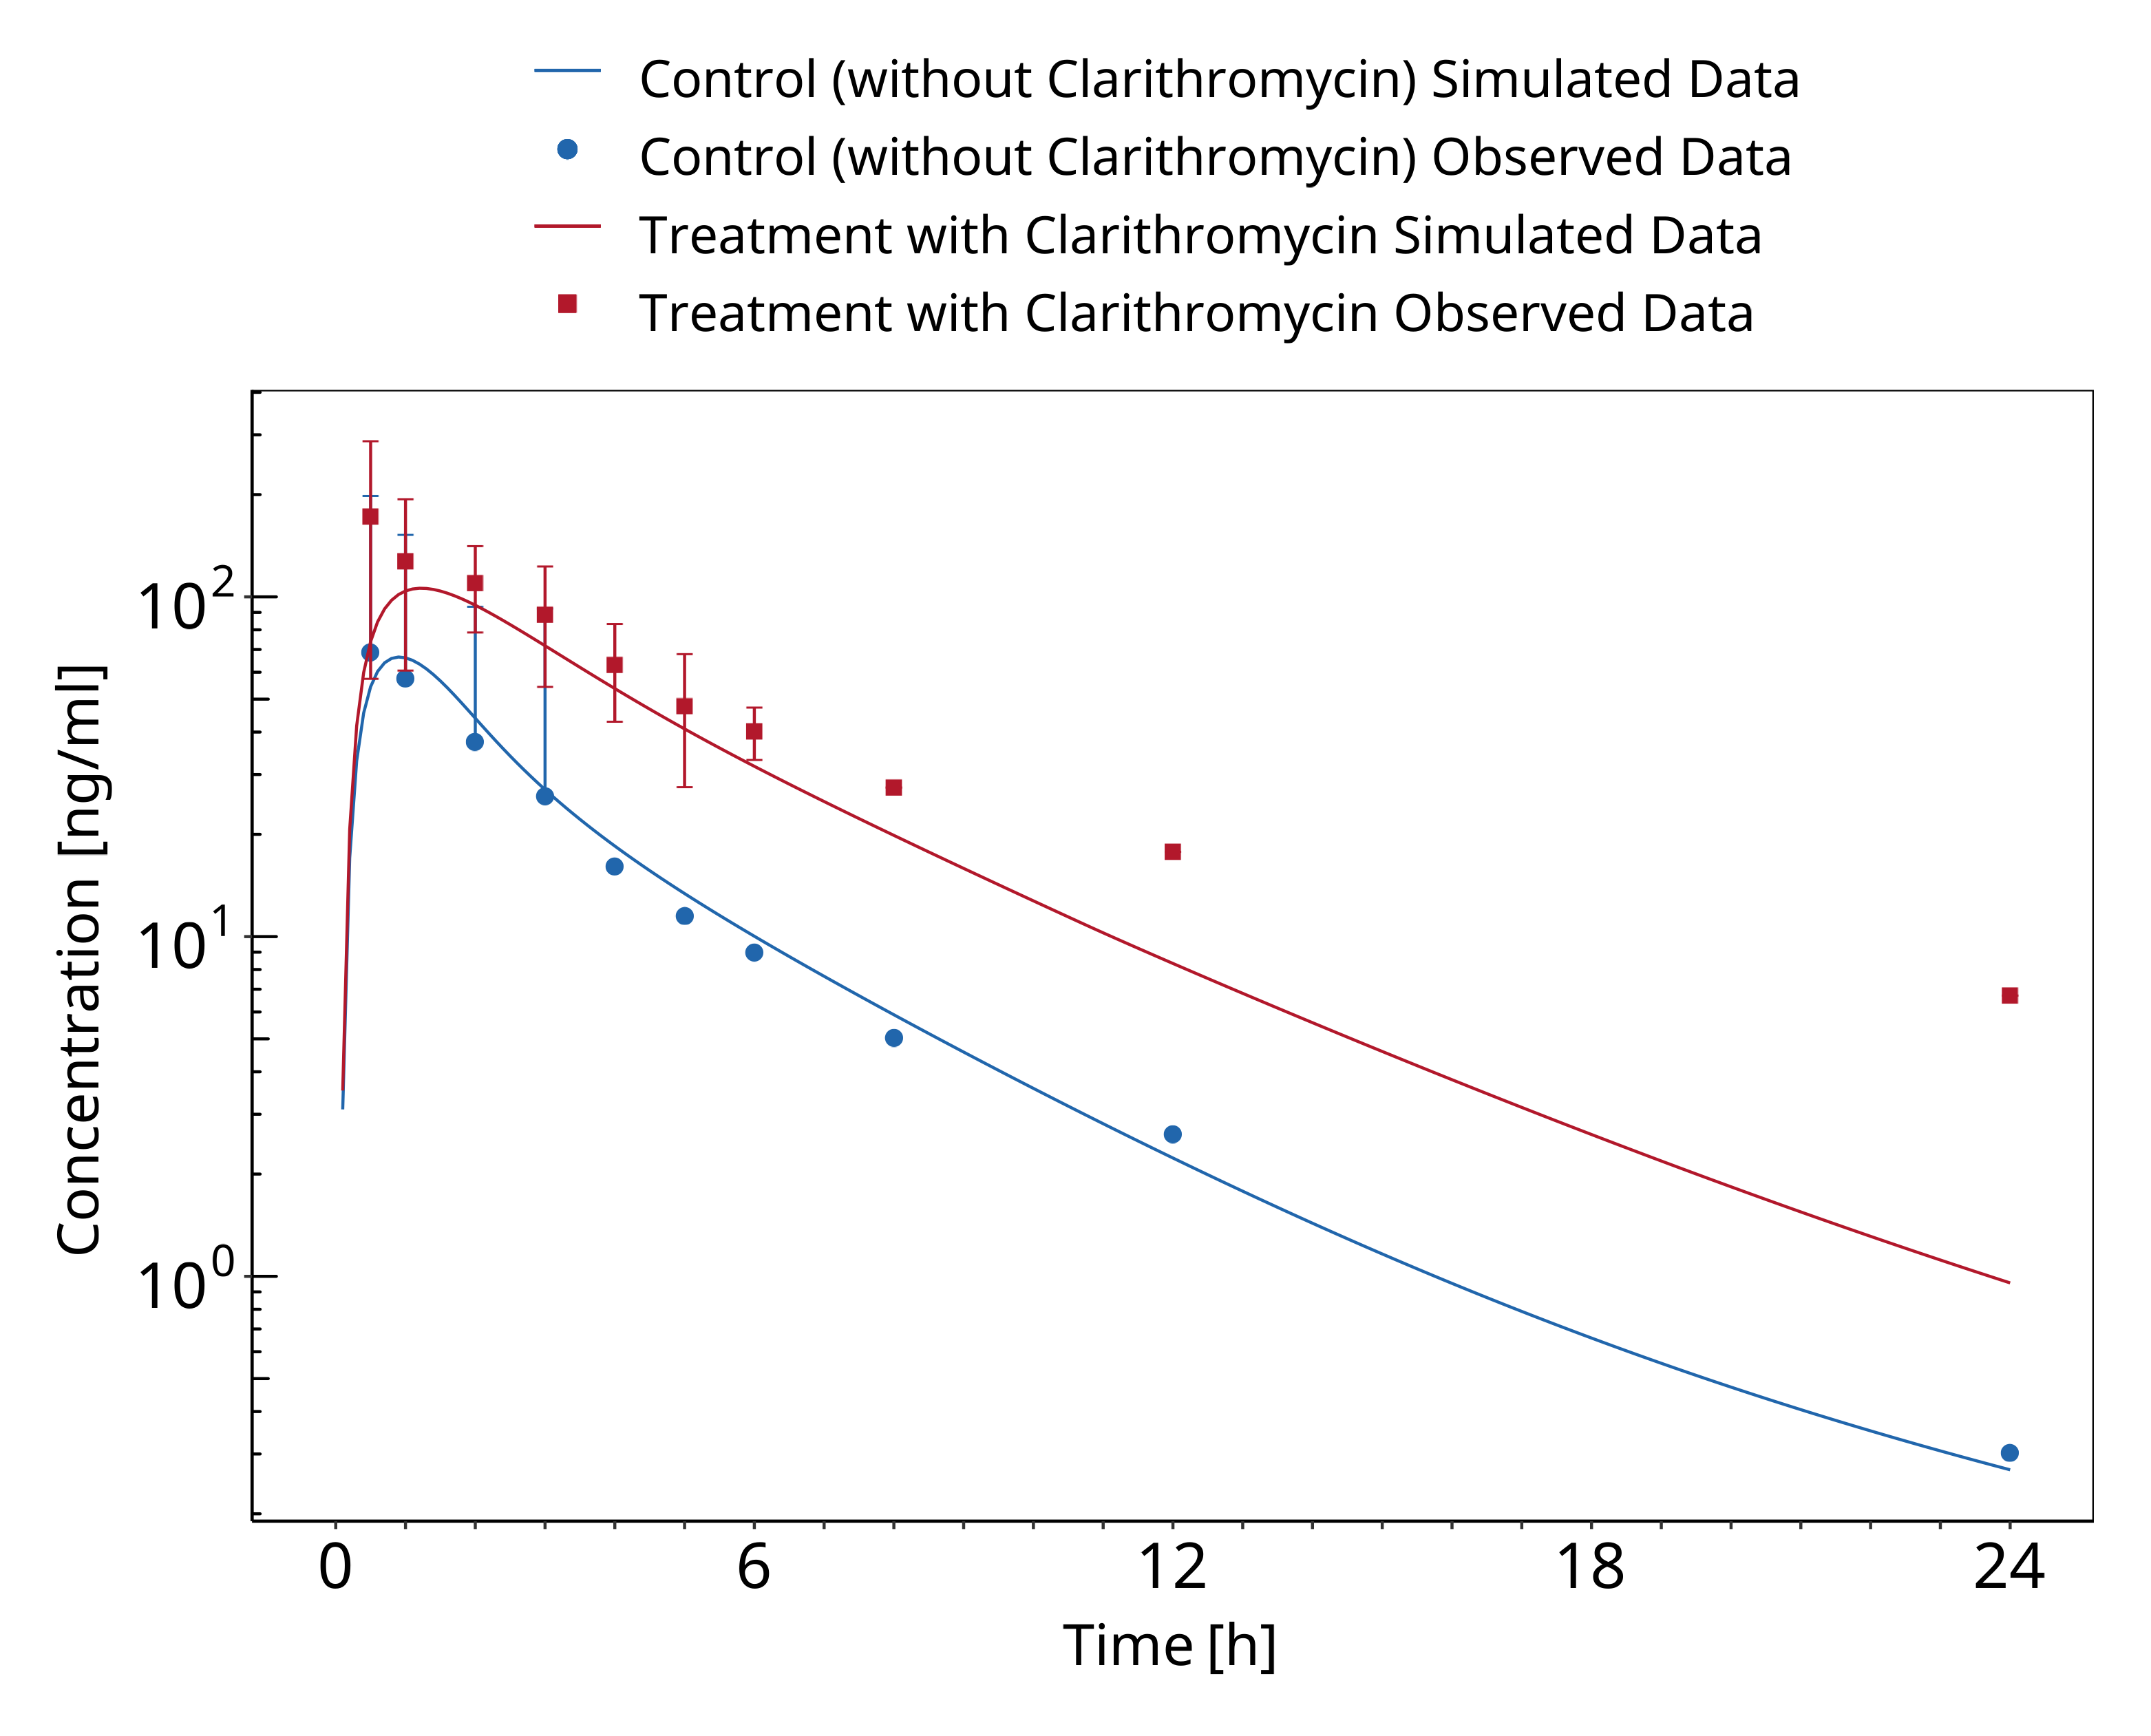 Control (without Clarithromycin) Simulated Data
Control (without Clarithromycin) Observed Data
Treatment with Clarithromycin Simulated Data
Treatment with Clarithromycin Observed Data
Concentration [ng/ml]
10²
10¹
10⁰
0 6 12 18 24
Time [h]